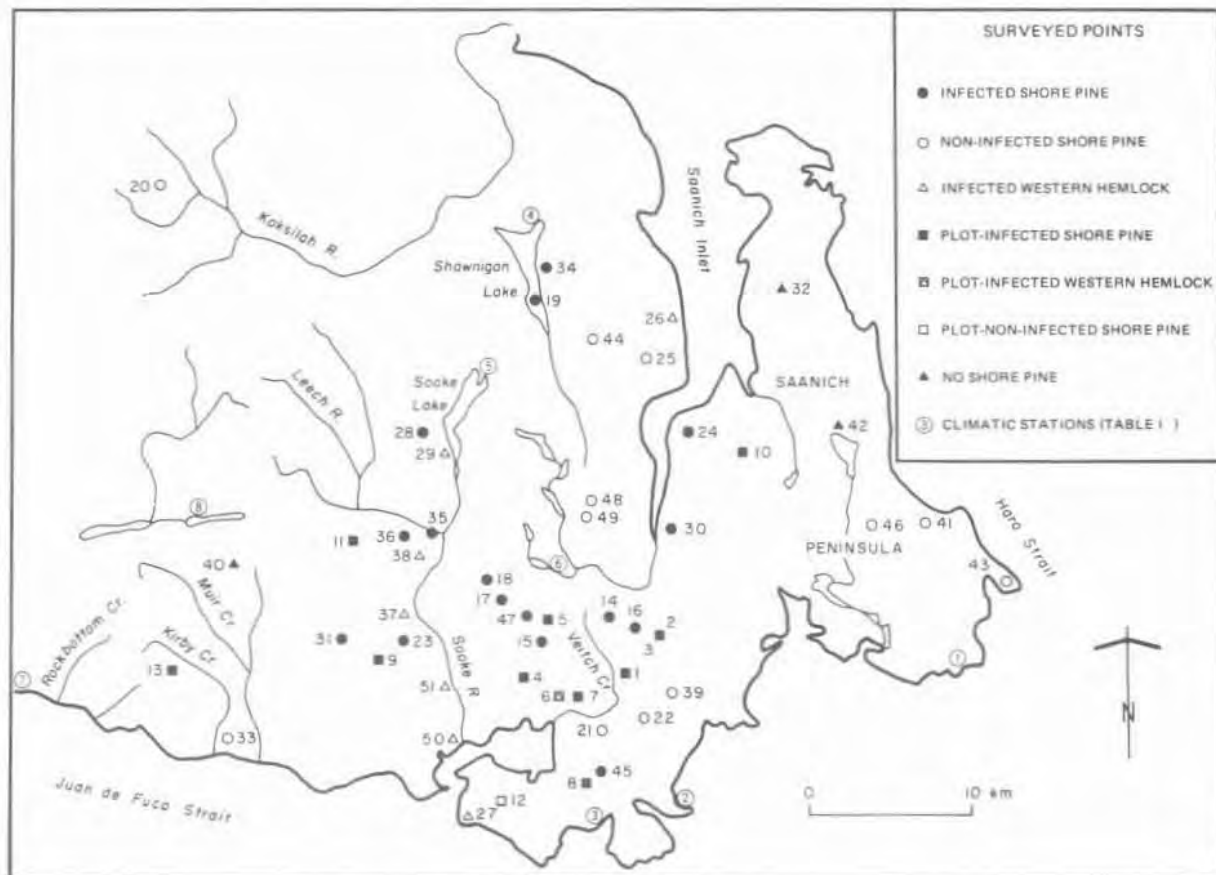 SURVEYED POINTS
INFECTED SHORE PINE
NON-INFECTED SHORE PINE
INFECTED WESTERN HEMLOCK
PLOT-INFECTED SHORE PINE
PLOT-INFECTED WESTERN HEMLOCK
PLOT-NON-INFECTED SHORE PINE
NO SHORE PINE
3 CLIMATIC STATIONS (TABLE 1 )
20
Koksilah R.
4
Shawnigan
Lake
34
19
Saanich Inlet
32
26
44
25
Leech R.
Sooke
Lake
5
28
29
SAANICH
24
10
42
8
48
49
30
46
41
Haro Strait
PENINSULA
43
35
36
11
38
40
6
18
17
47
5
14
16
2
3
Muir Cr
Rockbottom Cr.
Kirby Cr
37
31
23
9
15
Veitch Cr
13
4
1
1
7
Sooke R
51
6
7
39
22
21
33
50
N
Juan de Fuca Strait
45
8
12
27
3
2
0 10 km